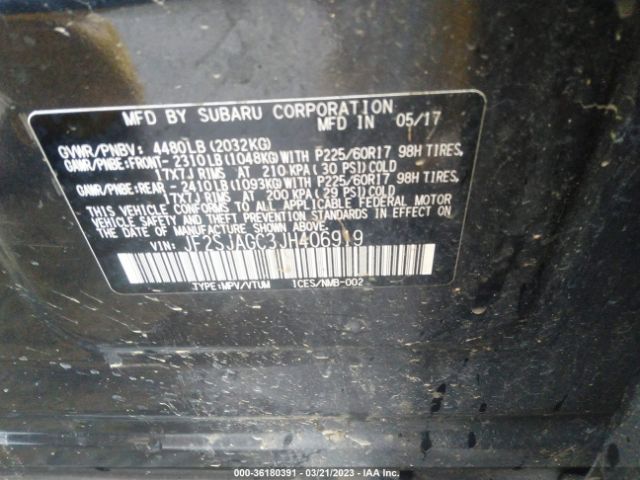 MFD BY SUBARU CORPORATION
MFD IN 05/17
GVWR/PNBV: 4480LB(2032KG)
GAWR/PNBE:FRONT-2310LB(1048KG)WITH P225/60R17 98H TIRES,
17X7J RIMS AT 210 KPA(30 PSI)COLD
GAWR/PNBE:REAR -2410LB(1093KG)WITH P225/60R17 98H TIRES,
17X7J RIMS AT 200 KPA(29 PSI)COLD
THIS VEHICLE CONFORMS TO ALL APPLICABLE FEDERAL MOTOR
VEHICLE SAFETY AND THEFT PREVENTION STANDARDS IN EFFECT
ON THE DATE OF MANUFACTURE SHOWN ABOVE.
VIN: JF2SJAGC3JH406919
TYPE:MPV/VTUM ICES/NMB-002
000-36180391 - 03/21/2023 - IAA Inc.